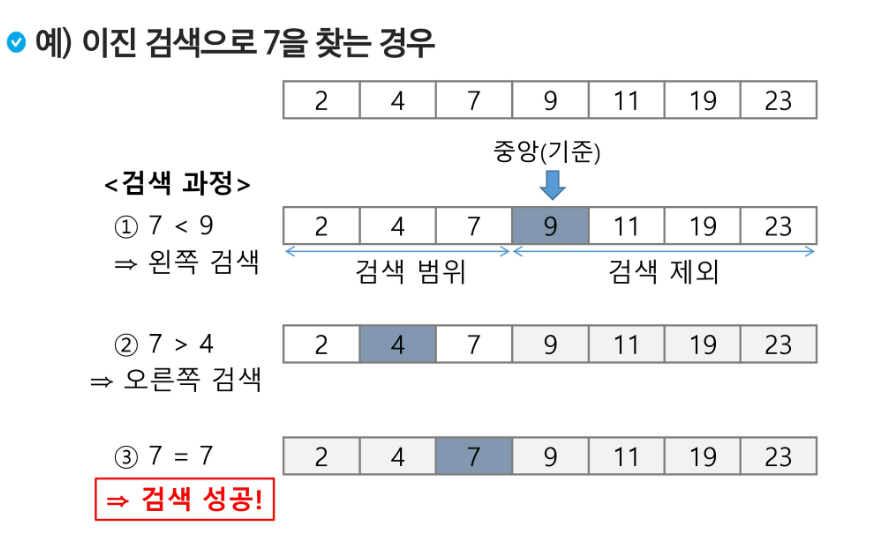 예) 이진 검색으로 7을 찾는 경우
2 4 7 9 11 19 23
중앙(기준)
<검색 과정>
① 7 < 9
2 4 7 9 11 19 23
⇒ 왼쪽 검색
검색 범위 검색 제외
② 7 > 4
2 4 7 9 11 19 23
⇒ 오른쪽 검색
③ 7 = 7
2 4 7 9 11 19 23
⇒ 검색 성공!